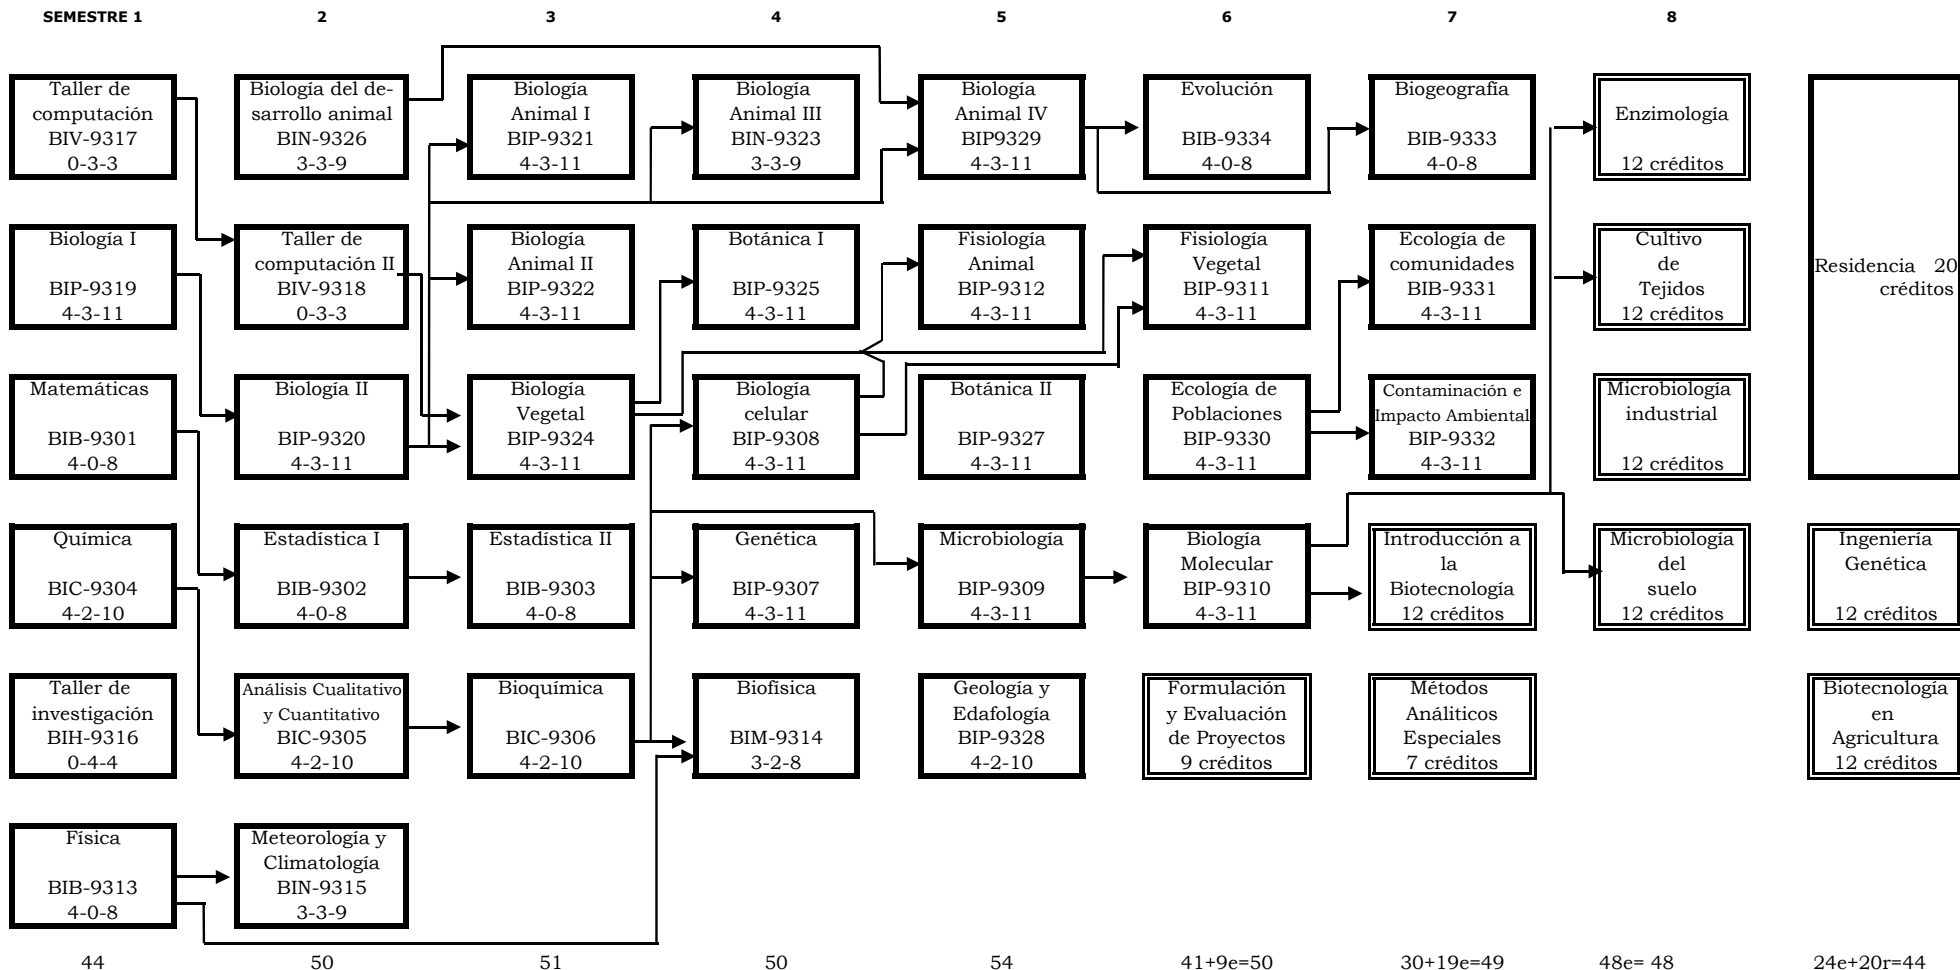 SEMESTRE 1
2
3
4
5
6
7
8
Taller de
computación
BIV-9317
0-3-3
Biología del de-
sarrollo animal
BIN-9326
3-3-9
Biología
Animal I
BIP-9321
4-3-11
Biología
Animal III
BIN-9323
3-3-9
Biología
Animal IV
BIP9329
4-3-11
Evolución
BIB-9334
4-0-8
Biogeografía
BIB-9333
4-0-8
Enzimología
12 créditos
Biología I
BIP-9319
4-3-11
Taller de
computación II
BIV-9318
0-3-3
Biología
Animal II
BIP-9322
4-3-11
Botánica I
BIP-9325
4-3-11
Fisiología
Animal
BIP-9312
4-3-11
Fisiología
Vegetal
BIP-9311
4-3-11
Ecología de
comunidades
BIB-9331
4-3-11
Cultivo
de
Tejidos
12 créditos
Residencia 20
créditos
Matemáticas
BIB-9301
4-0-8
Biología II
BIP-9320
4-3-11
Biología
Vegetal
BIP-9324
4-3-11
Biología
celular
BIP-9308
4-3-11
Botánica II
BIP-9327
4-3-11
Ecología de
Poblaciones
BIP-9330
4-3-11
Contaminación e
Impacto Ambiental
BIP-9332
4-3-11
Microbiología
industrial
12 créditos
Química
BIC-9304
4-2-10
Estadística I
BIB-9302
4-0-8
Estadística II
BIB-9303
4-0-8
Genética
BIP-9307
4-3-11
Microbiología
BIP-9309
4-3-11
Biología
Molecular
BIP-9310
4-3-11
Introducción a
la
Biotecnología
12 créditos
Microbiología
del
suelo
12 créditos
Ingeniería
Genética
12 créditos
Taller de
investigación
BIH-9316
0-4-4
Análisis Cualitativo
y Cuantitativo
BIC-9305
4-2-10
Bioquímica
BIC-9306
4-2-10
Biofísica
BIM-9314
3-2-8
Geología y
Edafología
BIP-9328
4-2-10
Formulación
y Evaluación
de Proyectos
9 créditos
Métodos
Análiticos
Especiales
7 créditos
Biotecnología
en
Agricultura
12 créditos
Física
BIB-9313
4-0-8
Meteorología y
Climatología
BIN-9315
3-3-9
44
50
51
50
54
41+9e=50
30+19e=49
48e= 48
24e+20r=44